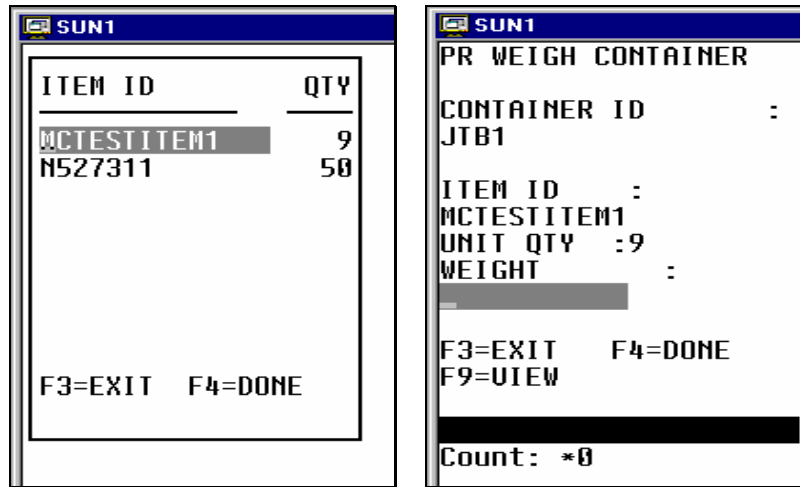 SUN1
ITEM ID QTY
MCTESTITEM1 9
N527311 50
F3=EXIT F4=DONE
SUN1
PR WEIGH CONTAINER
CONTAINER ID :
JTB1
ITEM ID :
MCTESTITEM1
UNIT QTY :9
WEIGHT :
F3=EXIT F4=DONE
F9=VIEW
Count: *0